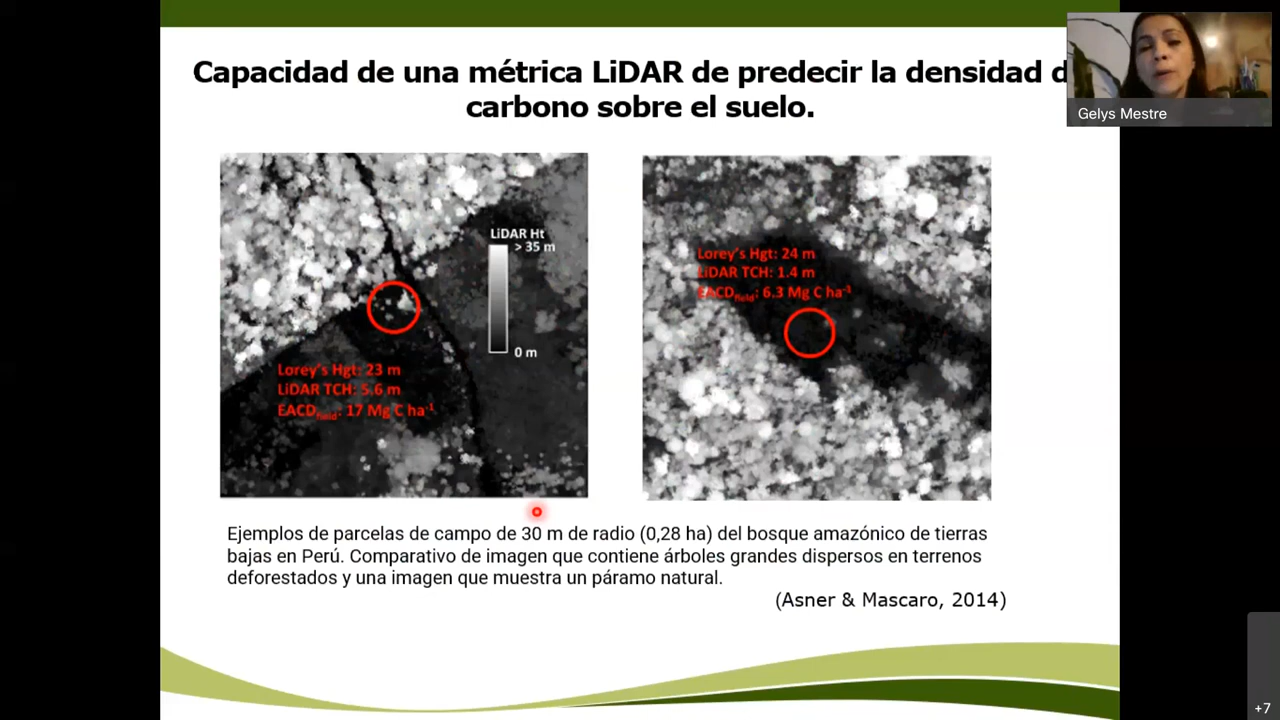 Capacidad de una métrica LiDAR de predecir la densidad d
carbono sobre el suelo.
Gelys Mestre
LiDAR Ht
> 35 m
0 m
Lorey's Hgt: 23 m
LiDAR TCH: 5.6 m
EACDfield: 17 Mg C ha-1
Lorey's Hgt: 24 m
LiDAR TCH: 1.4 m
EACDfield: 6.3 Mg C ha-1
Ejemplos de parcelas de campo de 30 m de radio (0,28 ha) del bosque amazónico de tierras
bajas en Perú. Comparativo de imagen que contiene árboles grandes dispersos en terrenos
deforestados y una imagen que muestra un páramo natural.
(Asner & Mascaro, 2014)
+7